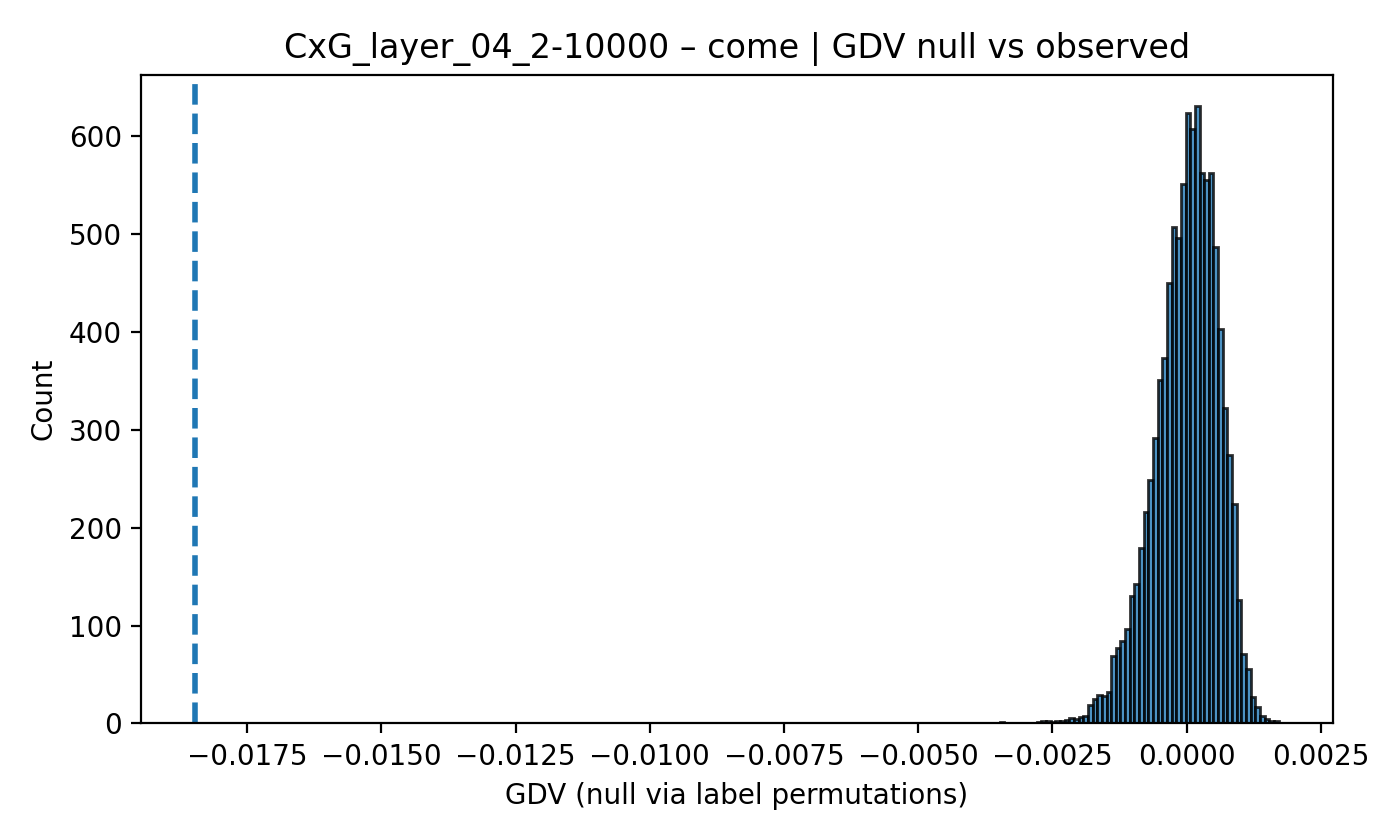 CxG_layer_04_2-10000 – come | GDV null vs observed
Count
600
500
400
300
200
100
0
−0.0175 −0.0150 −0.0125 −0.0100 −0.0075 −0.0050 −0.0025 0.0000 0.0025
GDV (null via label permutations)